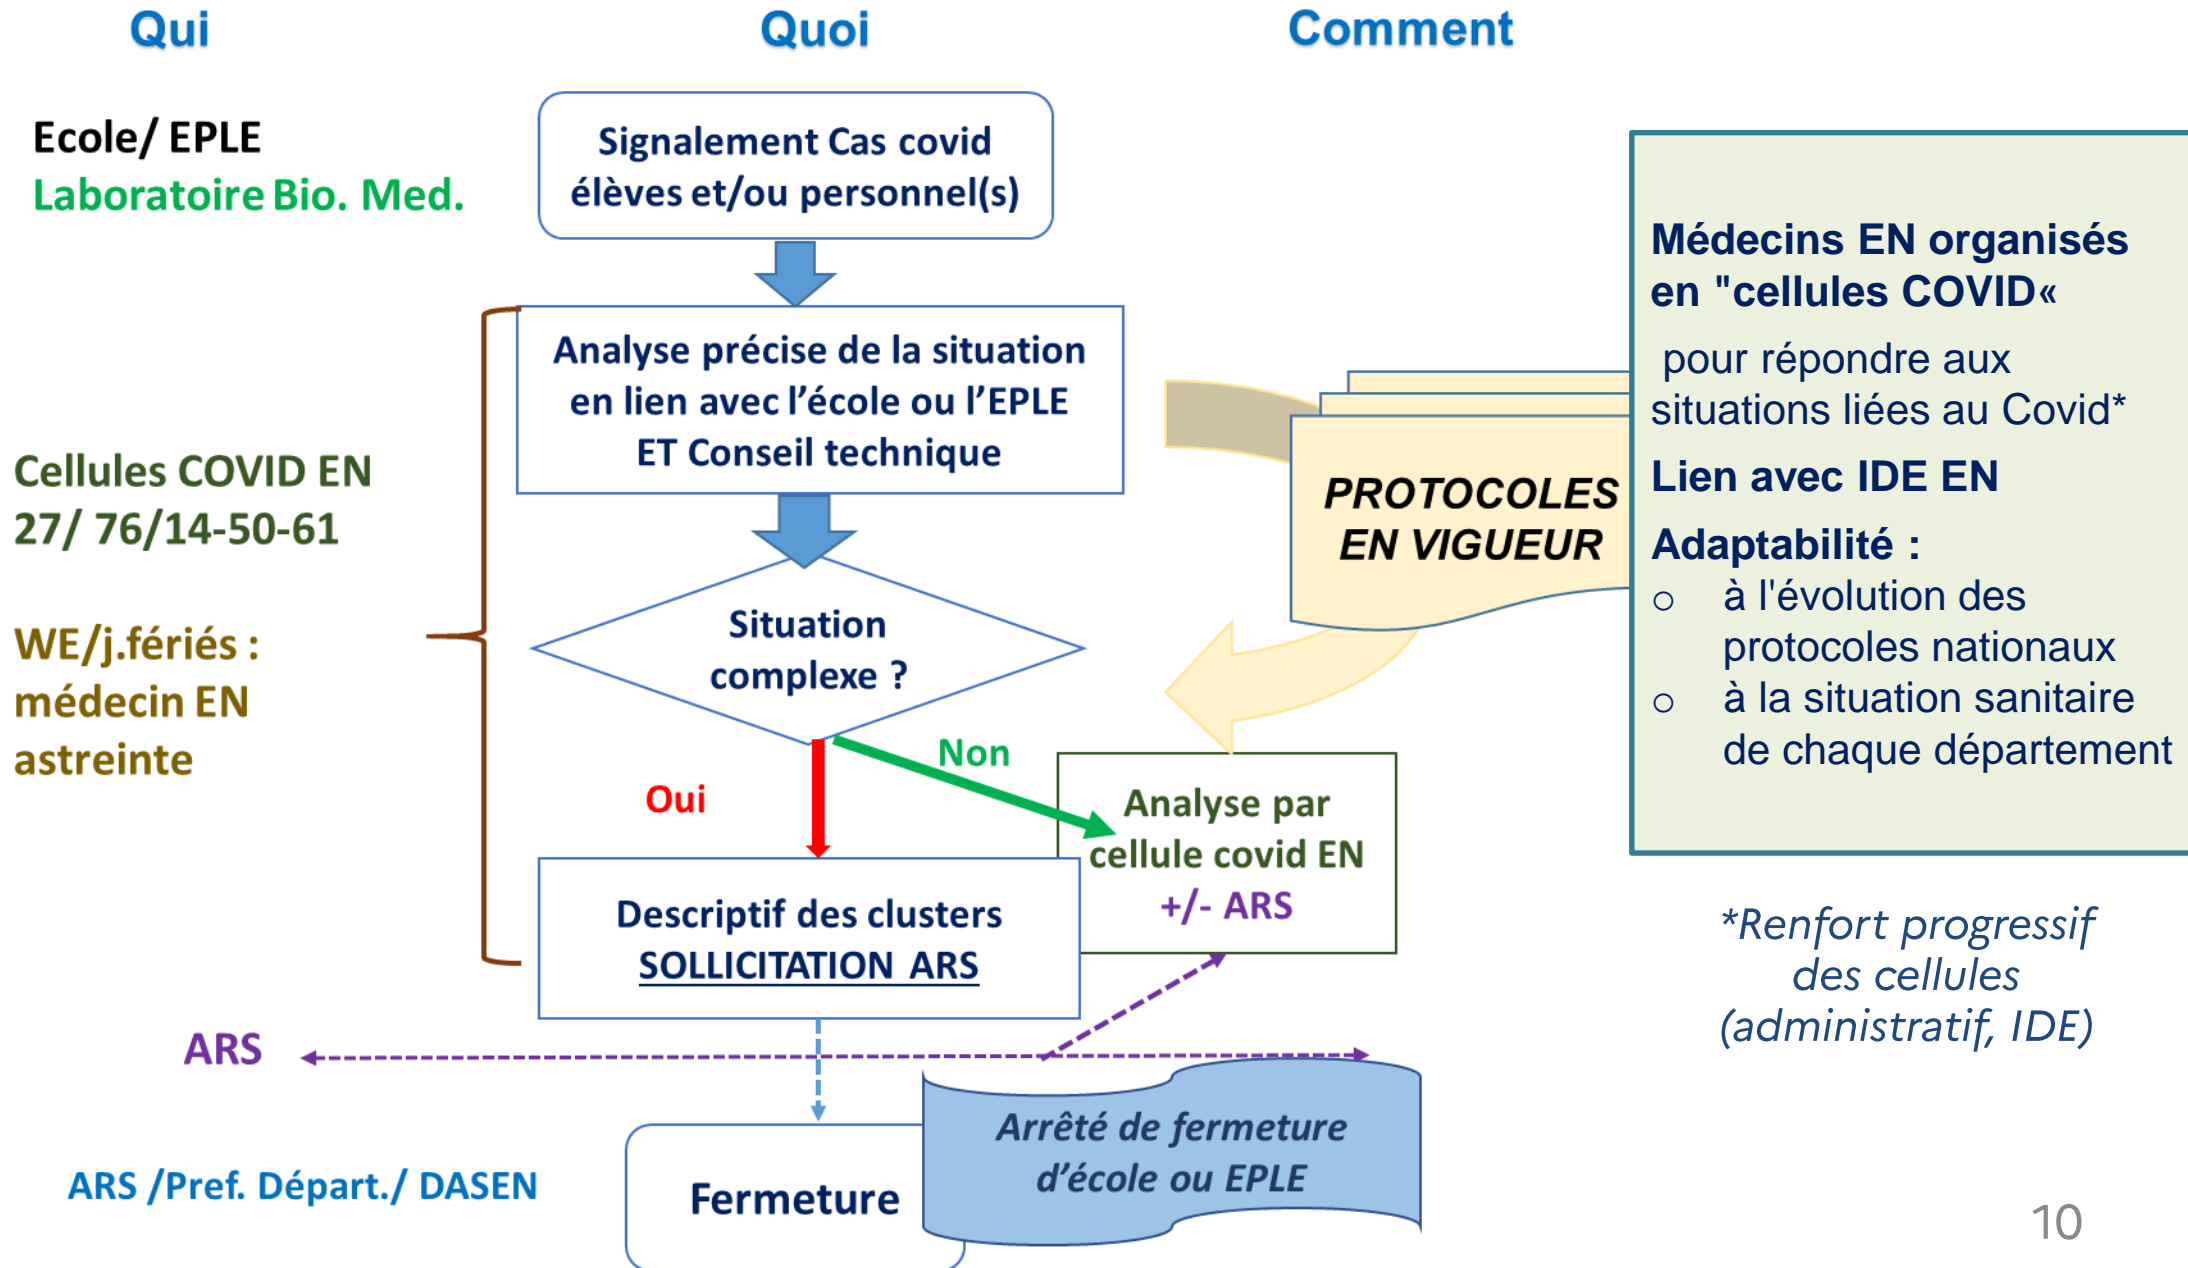 Qui
Quoi
Comment
Ecole/ EPLE
Laboratoire Bio. Med.
Signalement Cas covid
élèves et/ou personnel(s)
Analyse précise de la situation
en lien avec l'école ou l'EPLE
ET Conseil technique
Cellules COVID EN
27/ 76/14-50-61
WE/j.fériés :
médecin EN
astreinte
Situation
complexe ?
Oui
Non
PROTOCOLES
EN VIGUEUR
Médecins EN organisés
en "cellules COVID«
pour répondre aux
situations liées au Covid*
Lien avec IDE EN
Adaptabilité :
o à l'évolution des
protocoles nationaux
o à la situation sanitaire
de chaque département
Analyse par
cellule covid EN
+/- ARS
Descriptif des clusters
SOLLICITATION ARS
*Renfort progressif
des cellules
(administratif, IDE)
ARS
ARS /Pref. Départ./ DASEN
Fermeture
Arrêté de fermeture
d'école ou EPLE
10